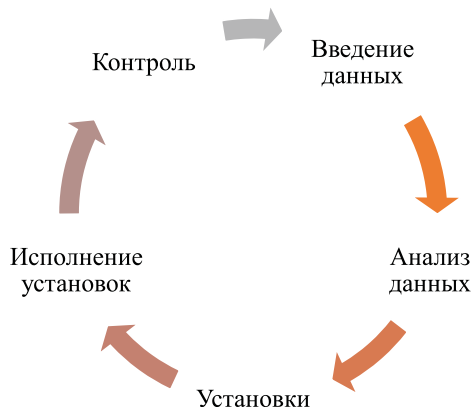 Контроль
Введение
данных
Анализ
данных
Установки
Исполнение
установок